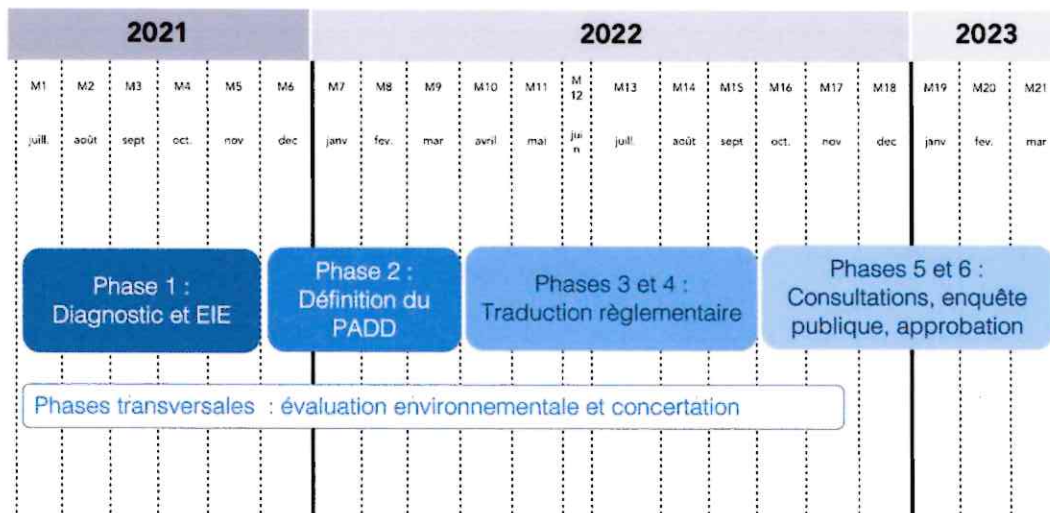 2021 2022 2023
M1 M2 M3 M4 M5 M6 M7 M8 M9 M10 M11 M 12 M13 M14 M15 M16 M17 M18 M19 M20 M21
juill. août sept oct. nov dec janv fev. mar avril mai jui n juill. août sept oct. nov dec janv fev. mar
Phase 1 :
Diagnostic et EIE
Phase 2 :
Définition du
PADD
Phases 3 et 4 :
Traduction règlementaire
Phases 5 et 6 :
Consultations, enquête
publique, approbation
Phases transversales : évaluation environnementale et concertation